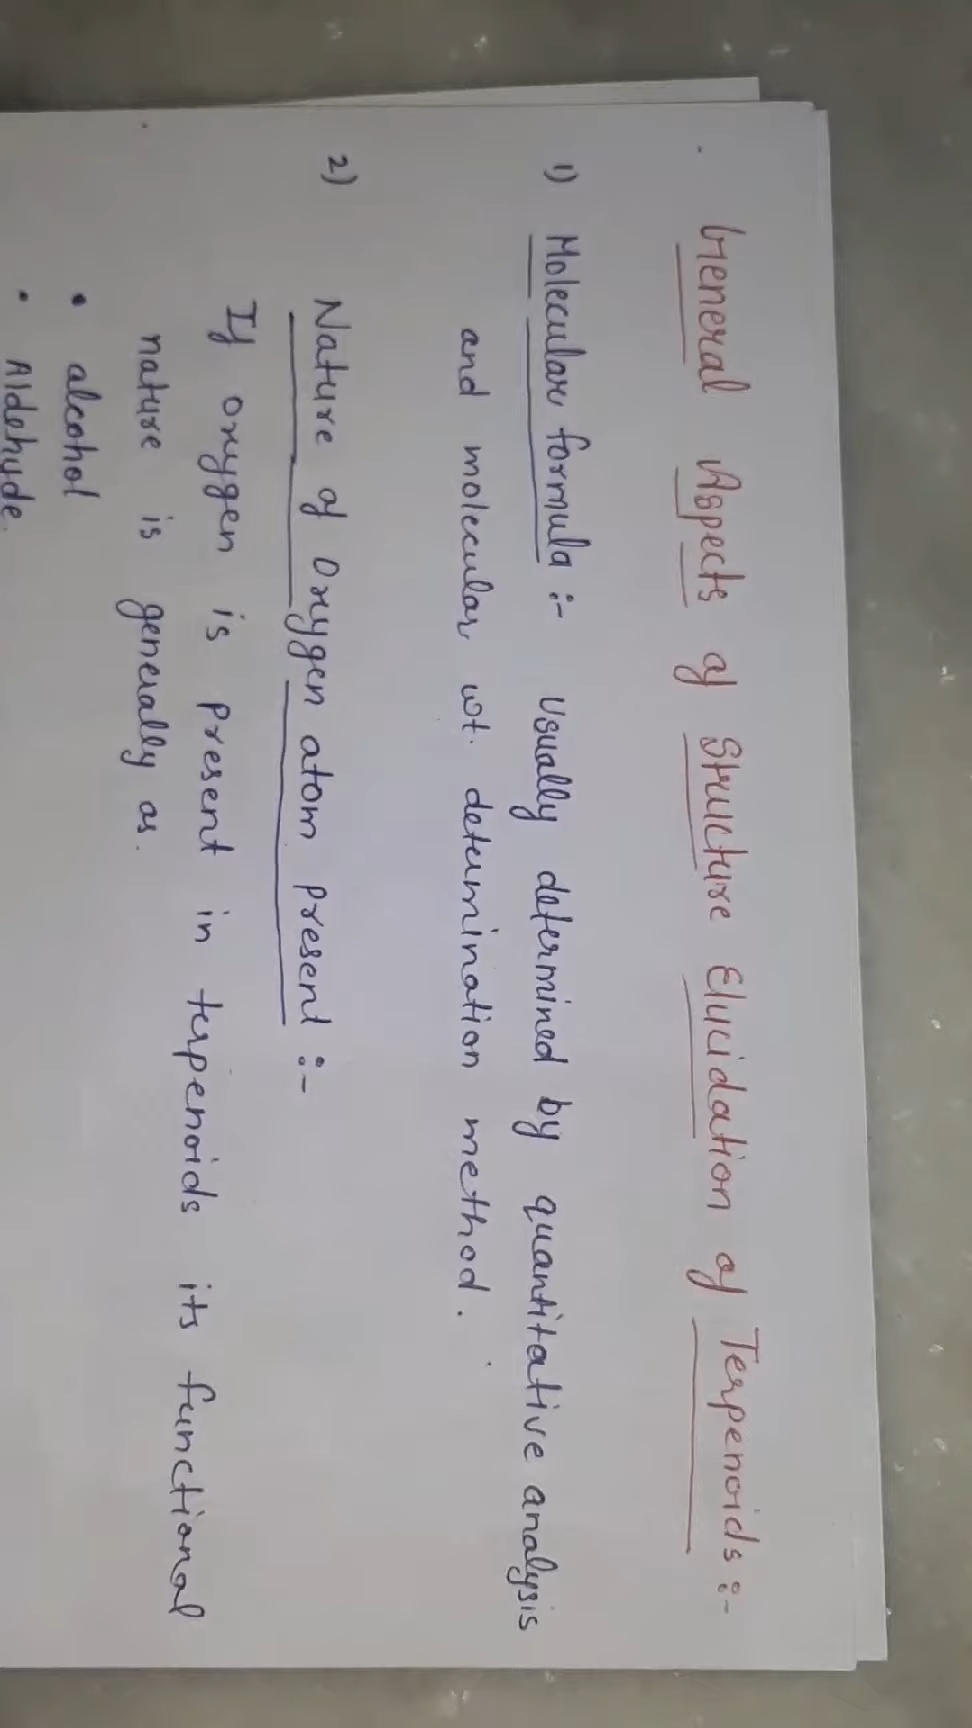 General Aspects of Structure Elucidation of Terpenoids :-
1) Molecular formula :- Usually determined by quantitative analysis
and molecular wt. determination method.
2) Nature of Oxygen atom present :-
If oxygen is present in terpenoids its functional
nature is generally as.
• alcohol
• Aldehyde.